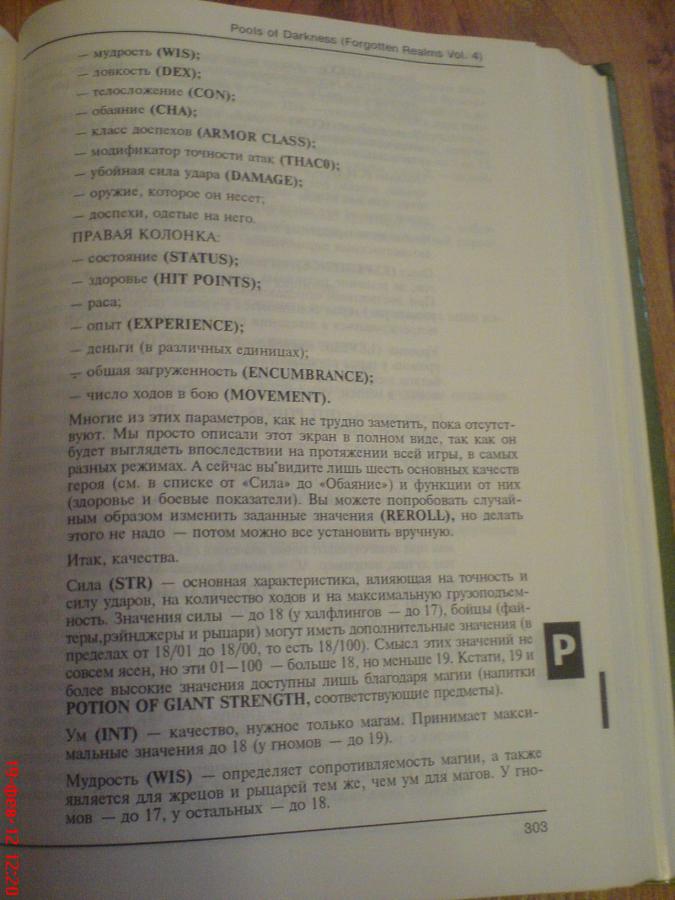 Pools of Darkness (Forgotten Realms Vol. 4)
— мудрость (WIS);
— ловкость (DEX);
— телосложение (CON);
— обаяние (CHA);
— класс доспехов (ARMOR CLASS);
— модификатор точности атак (THAC0);
— убойная сила удара (DAMAGE);
— оружие, которое он несет;
— доспехи, одетые на него.
ПРАВАЯ КОЛОНКА:
— состояние (STATUS);
— здоровье (HIT POINTS);
— раса;
— опыт (EXPERIENCE);
— деньги (в различных единицах);
— общая загруженность (ENCUMBRANCE);
— число ходов в бою (MOVEMENT).
Многие из этих параметров, как не трудно заметить, пока отсутст-
вуют. Мы просто описали этот экран в полном виде, так как он
будет выглядеть впоследствии на протяжении всей игры, в самых
разных режимах. А сейчас вы видите лишь шесть основных качеств
героя (см. в списке от «Сила» до «Обаяние») и функции от них
(здоровье и боевые показатели). Вы можете попробовать случай-
ным образом изменить заданные значения (REROLL), но делать
этого не надо — потом можно все установить вручную.
Итак, качества.
Сила (STR) — основная характеристика, влияющая на точность и
силу ударов, на количество ходов и на максимальную грузоподъем-
ность. Значения силы — до 18 (у халфлингов — до 17), бойцы (фай-
теры,рэйнджеры и рыцари) могут иметь дополнительные значения (в
пределах от 18/01 до 18/00, то есть 18/100). Смысл этих значений не
совсем ясен, но эти 01—100 — больше 18, но меньше 19. Кстати, 19 и
более высокие значения доступны лишь благодаря магии (напитки
POTION OF GIANT STRENGTH, соответствующие предметы).
P
Ум (INT) — качество, нужное только магам. Принимает макси-
мальные значения до 18 (у гномов — до 19).
Мудрость (WIS) — определяет сопротивляемость магии, а также
является для жрецов и рыцарей тем же, чем ум для магов. У гно-
мов — до 17, у остальных — до 18.
303
19·фев·12 12:20